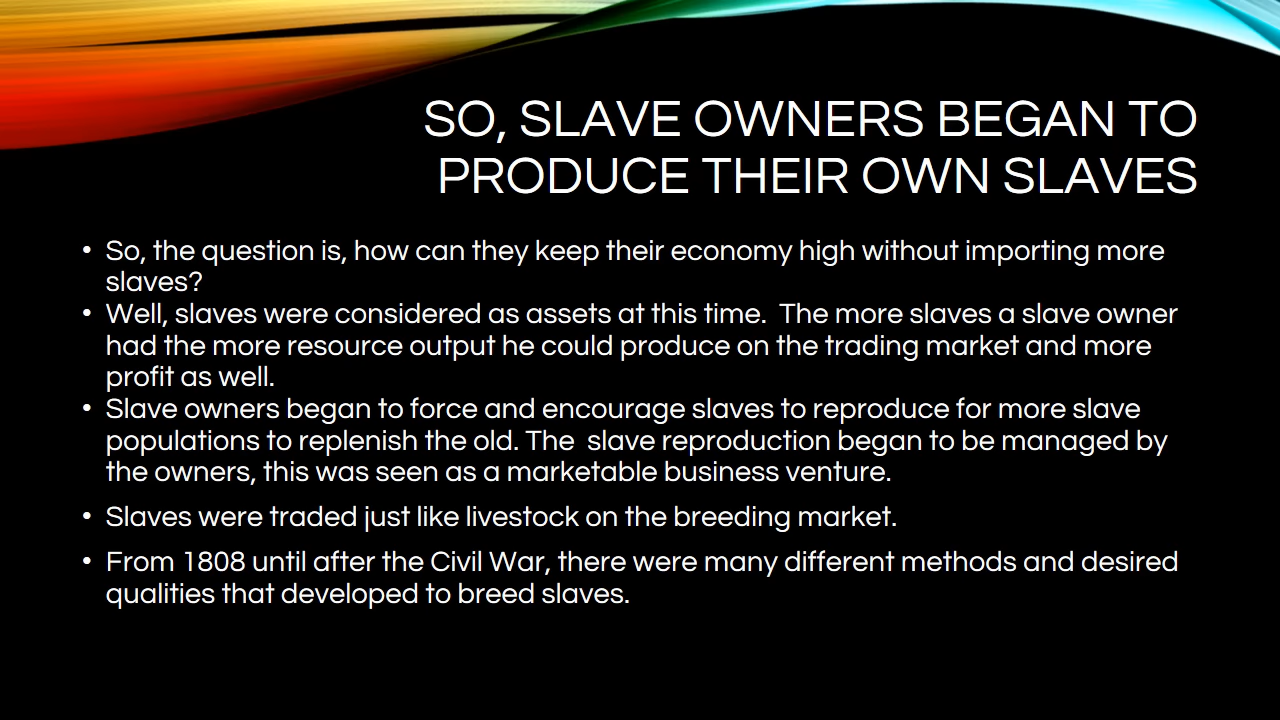 SO, SLAVE OWNERS BEGAN TO
PRODUCE THEIR OWN SLAVES
• So, the question is, how can they keep their economy high without importing more
slaves?
• Well, slaves were considered as assets at this time.  The more slaves a slave owner
had the more resource output he could produce on the trading market and more
profit as well.
• Slave owners began to force and encourage slaves to reproduce for more slave
populations to replenish the old. The  slave reproduction began to be managed by
the owners, this was seen as a marketable business venture.
• Slaves were traded just like livestock on the breeding market.
• From 1808 until after the Civil War, there were many different methods and desired
qualities that developed to breed slaves.